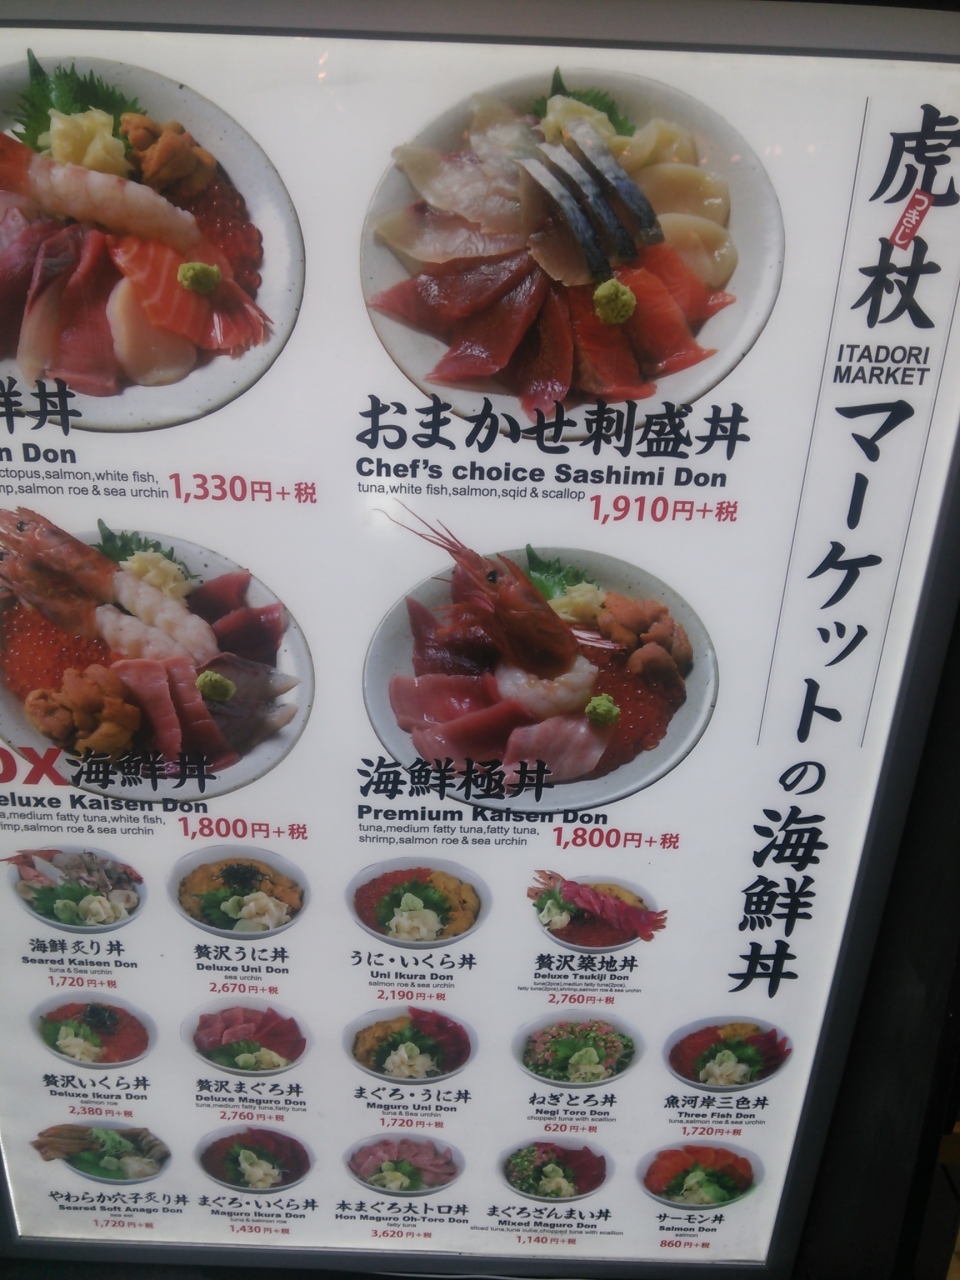 虎杖
つきじ
ITADORI
MARKET
マーケットの海鮮丼
鮮丼
n Don
ctopus,salmon,white fish,
mp,salmon roe & sea urchin
1,330円+税
おまかせ刺盛丼
Chef's choice Sashimi Don
tuna,white fish,salmon,sqid & scallop
1,910円+税
DX海鮮丼
eluxe Kaisen Don
a,medium fatty tuna,white fish,
imp,salmon roe & sea urchin
1,800円+税
海鮮極丼
Premium Kaisen Don
tuna,medium fatty tuna,fatty tuna,
shrimp,salmon roe & sea urchin
1,800円+税
海鮮炙り丼
Seared Kaisen Don
tuna & Sea urchin
1,720円+税
贅沢うに丼
Deluxe Uni Don
sea urchin
2,670円+税
うに・いくら丼
Uni Ikura Don
salmon roe & sea urchin
2,190円+税
贅沢築地丼
Deluxe Tsukiji Don
tuna(2pcs),medium fatty tuna(2pcs),
fatty tuna(2pcs),shrimp,salmon roe & sea urchin
2,760円+税
贅沢いくら丼
Deluxe Ikura Don
salmon roe
2,380円+税
贅沢まぐろ丼
Deluxe Maguro Don
tuna,medium fatty tuna,fatty tuna
2,760円+税
まぐろ・うに丼
Maguro Uni Don
tuna & Sea urchin
1,720円+税
ねぎとろ丼
Negi Toro Don
chopped tuna with scallion
620円+税
魚河岸三色丼
Three Fish Don
tuna,salmon roe & sea urchin
1,720円+税
やわらか穴子炙り丼
Seared Soft Anago Don
sea eel
1,720円+税
まぐろ・いくら丼
Maguro Ikura Don
tuna & salmon roe
1,430円+税
本まぐろ大トロ丼
Hon Maguro Oh-Toro Don
fatty tuna
3,620円+税
まぐろざんまい丼
Mixed Maguro Don
1,140円+税
サーモン丼
Salmon Don
salmon
860円+税